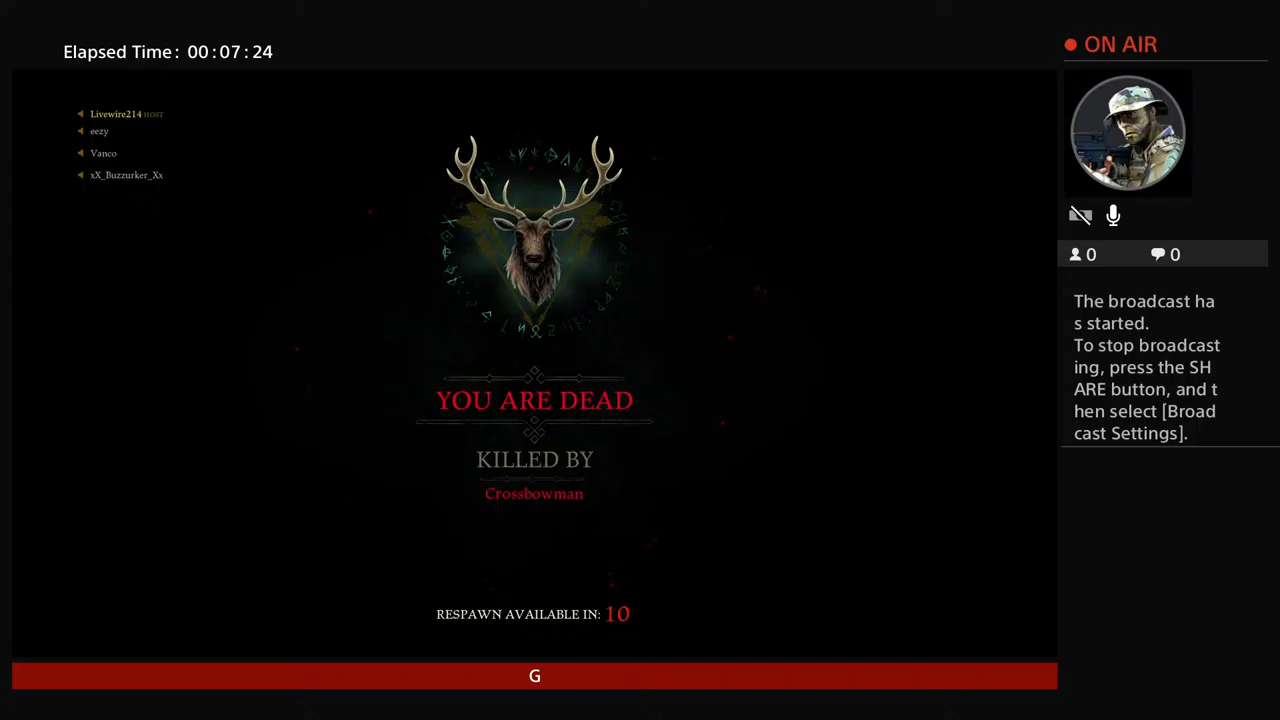 Elapsed Time: 00:07:24
ON AIR
Livewire214 HOST
eezy
Vanco
xX_Buzzurker_Xx
0
0
The broadcast ha
s started.
To stop broadcast
ing, press the SH
ARE button, and t
hen select [Broad
cast Settings].
YOU ARE DEAD
KILLED BY
Crossbowman
RESPAWN AVAILABLE IN: 10
G